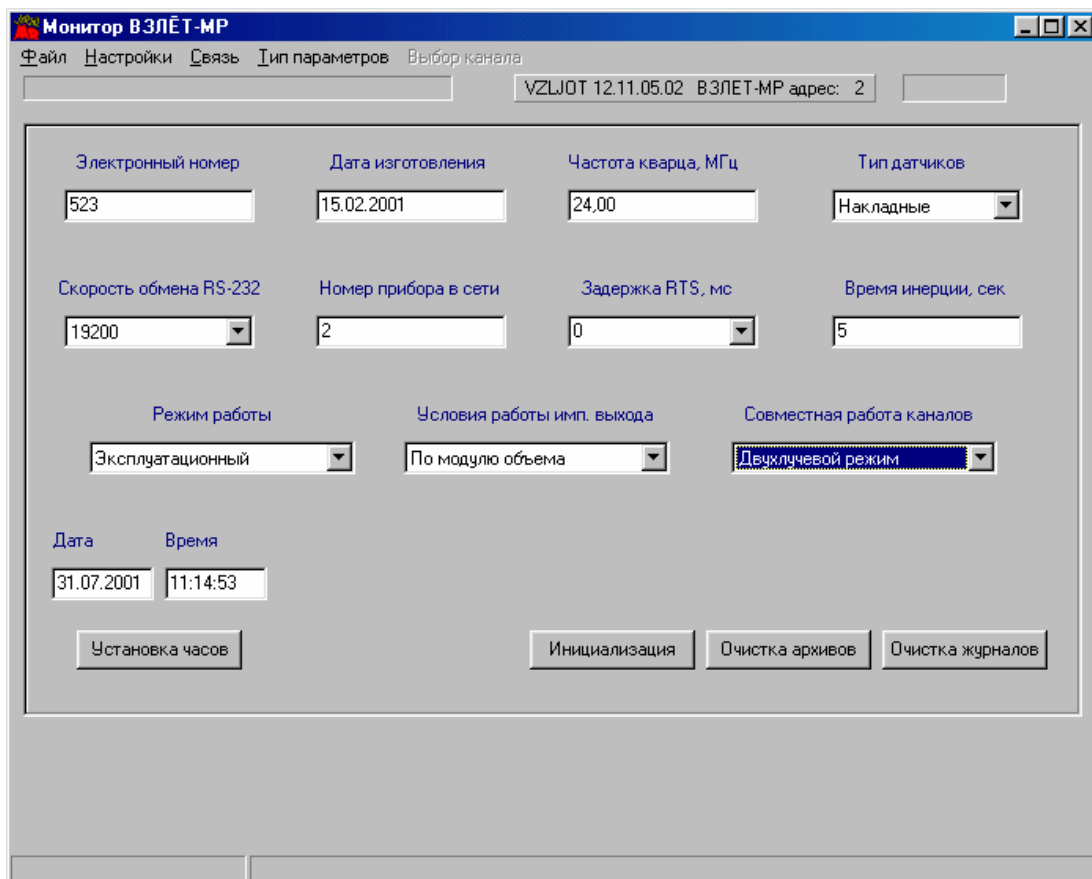 Монитор ВЗЛЁТ-МР
Файл Настройки Связь Тип параметров Выбор канала
VZLJOT 12.11.05.02 ВЗЛЕТ-МР адрес: 2
Электронный номер Дата изготовления Частота кварца, МГц Тип датчиков
523 15.02.2001 24,00 Накладные
Скорость обмена RS-232 Номер прибора в сети Задержка RTS, мс Время инерции, сек
19200 2 0 5
Режим работы Условия работы имп. выхода Совместная работа каналов
Эксплуатационный По модулю объема Двухлучевой режим
Дата Время
31.07.2001 11:14:53
Установка часов Инициализация Очистка архивов Очистка журналов